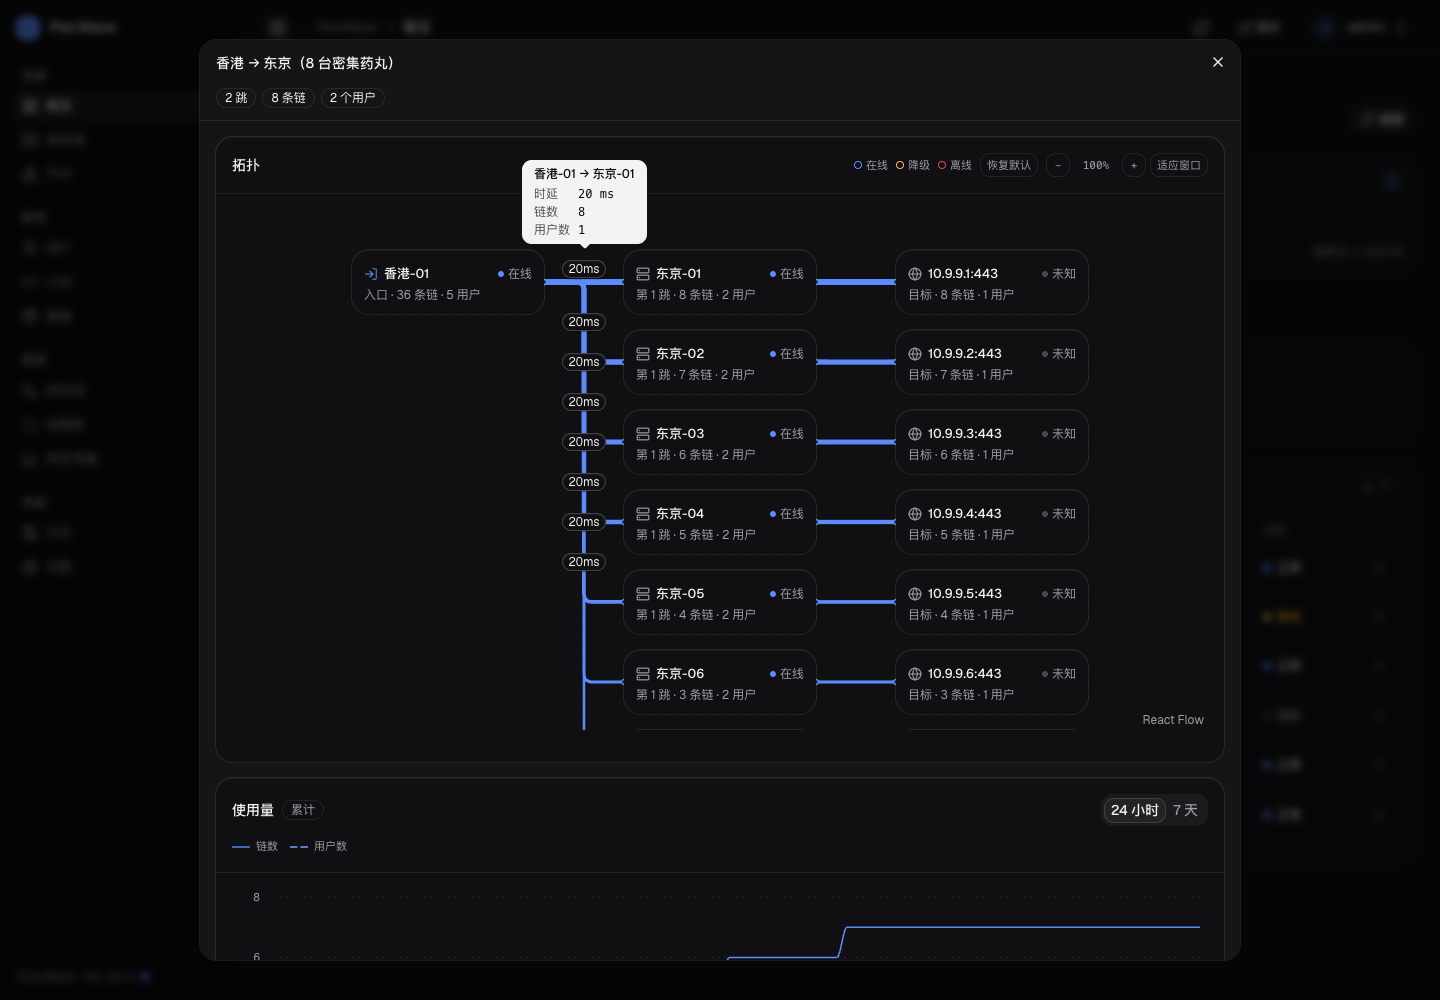 香港 → 东京（8 台密集药丸）
2 跳
8 条链
2 个用户
拓扑
在线
降级
离线
恢复默认
−
100%
+
适应窗口
香港-01 → 东京-01
时延 20 ms
链数 8
用户数 1
香港-01
在线
入口 · 36 条链 · 5 用户
20ms
东京-01
在线
第 1 跳 · 8 条链 · 2 用户
10.9.9.1:443
未知
目标 · 8 条链 · 1 用户
20ms
20ms
东京-02
在线
第 1 跳 · 7 条链 · 2 用户
10.9.9.2:443
未知
目标 · 7 条链 · 1 用户
20ms
20ms
东京-03
在线
第 1 跳 · 6 条链 · 2 用户
10.9.9.3:443
未知
目标 · 6 条链 · 1 用户
20ms
20ms
东京-04
在线
第 1 跳 · 5 条链 · 2 用户
10.9.9.4:443
未知
目标 · 5 条链 · 1 用户
20ms
东京-05
在线
第 1 跳 · 4 条链 · 2 用户
10.9.9.5:443
未知
目标 · 4 条链 · 1 用户
东京-06
在线
第 1 跳 · 3 条链 · 2 用户
10.9.9.6:443
未知
目标 · 3 条链 · 1 用户
React Flow
使用量
累计
24 小时
7 天
链数
用户数
8
6